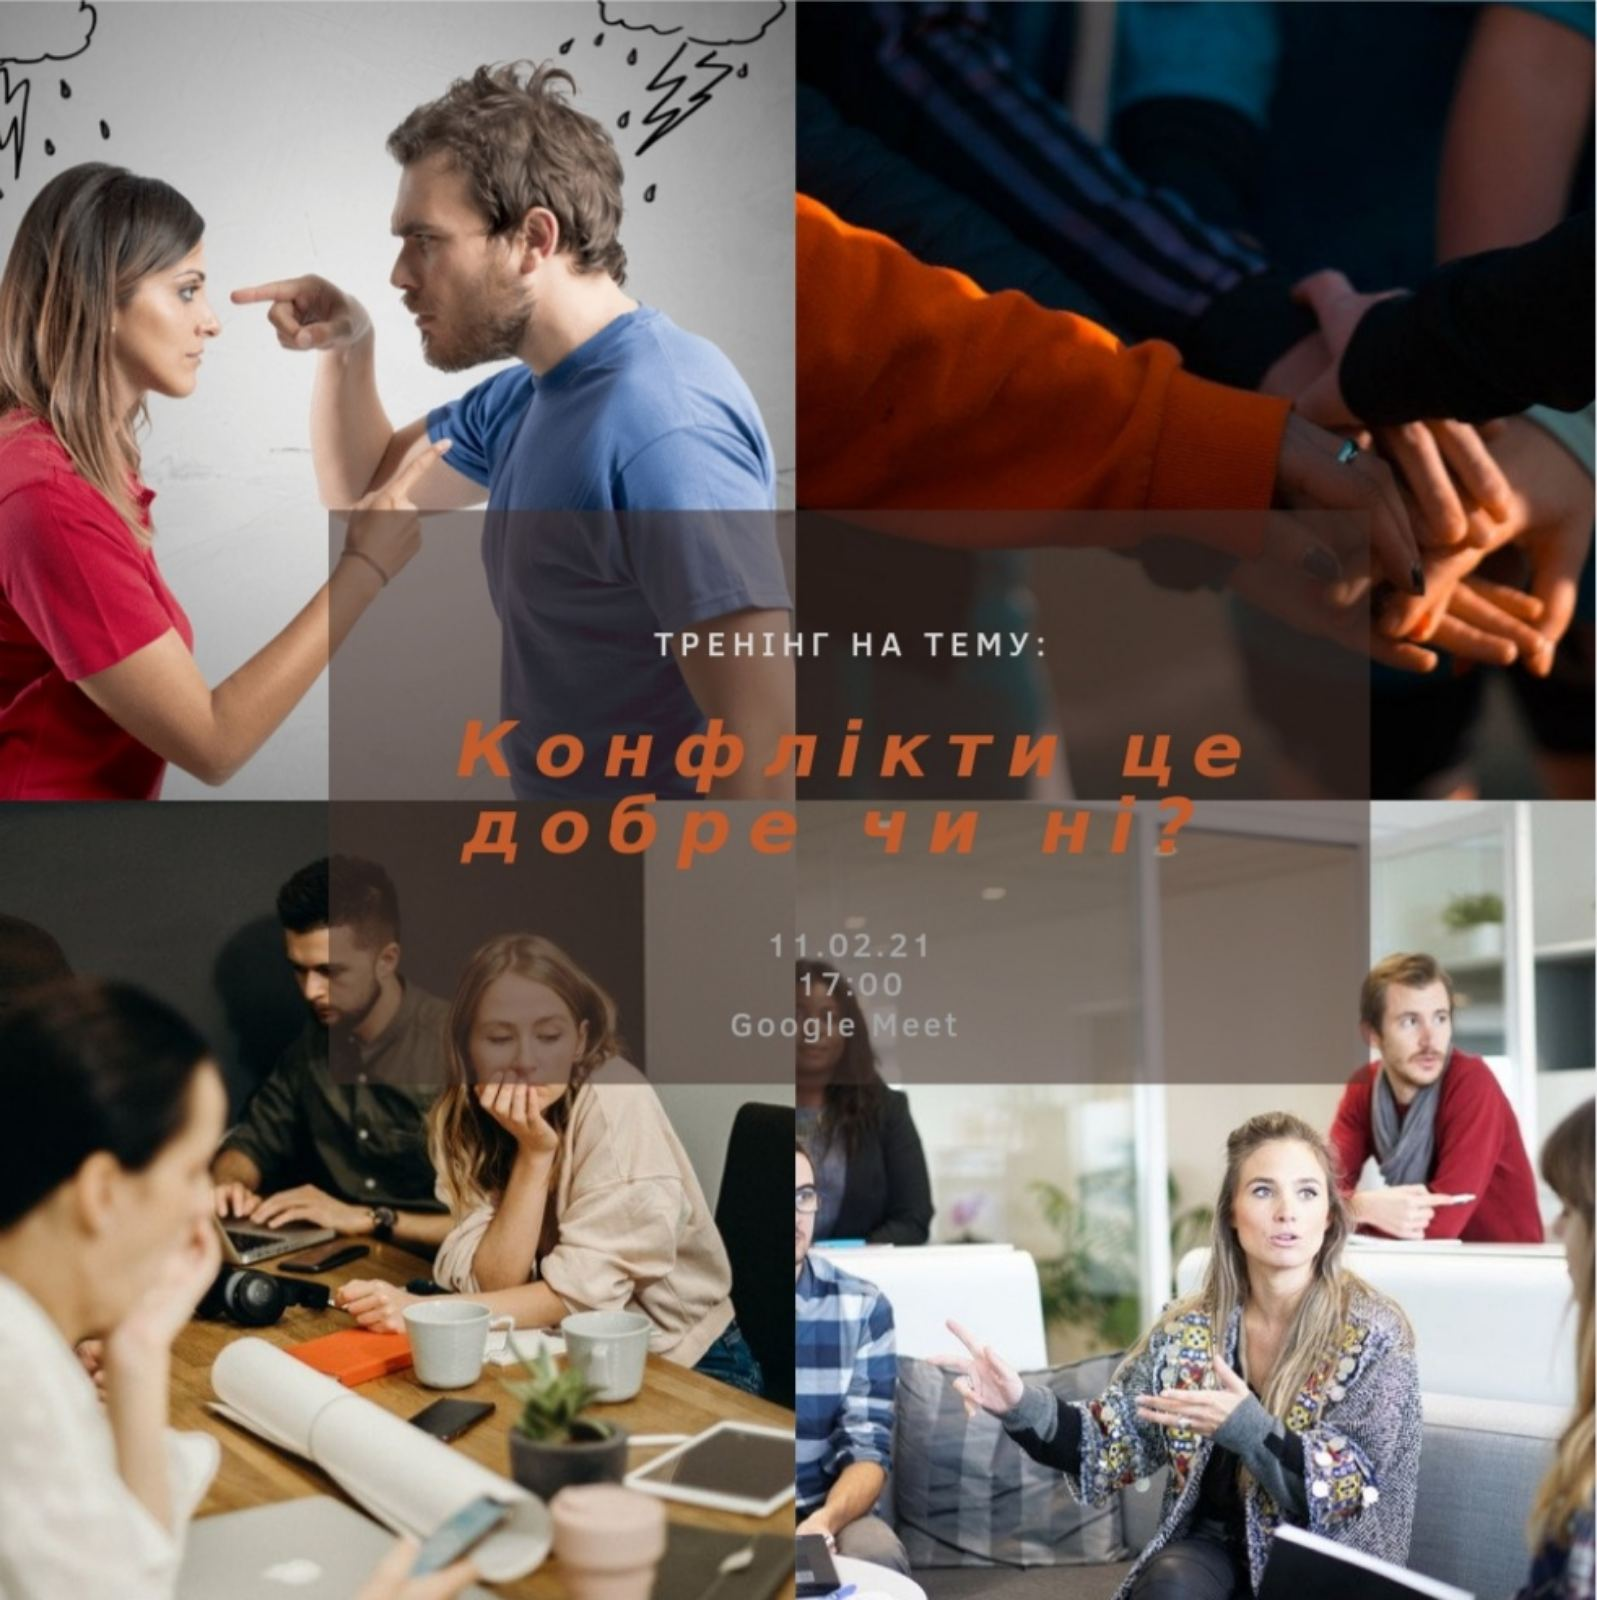 ТРЕНІНГ НА ТЕМУ:
Конфлікти це
добре чи ні?
11.02.21
17:00
Google Meet